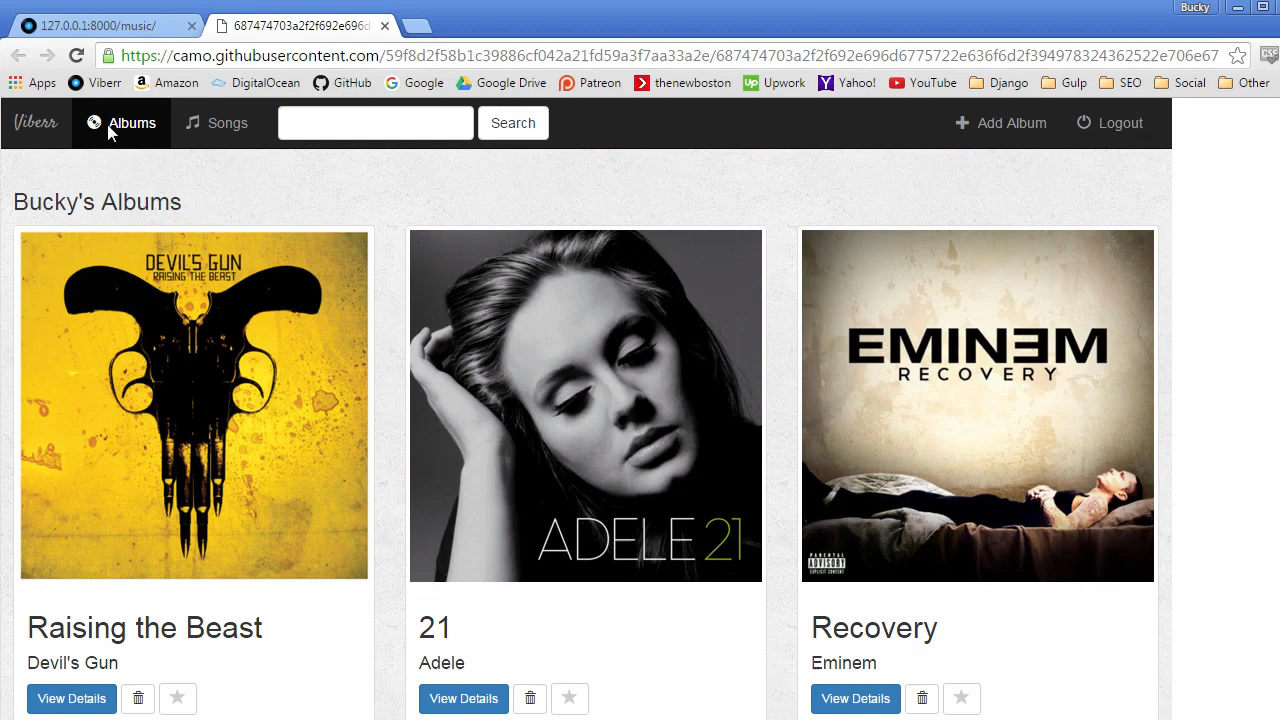 Bucky
127.0.0.1:8000/music/
687474703a2f2f692e696d
https://camo.githubusercontent.com/59f8d2f58b1c39886cf042a21fd59a3f7aa33a2e/687474703a2f2f692e696d6775722e636f6d2f394978324362522e706e67
Apps Viberr Amazon DigitalOcean GitHub Google Google Drive Patreon thenewboston Upwork Yahoo! YouTube Django Gulp SEO Social Other
CSS
Viberr Albums Songs Search Add Album Logout
Bucky's Albums
DEVIL'S GUN
RAISING THE BEAST
ADELE 21
EMINEM
RECOVERY
PARENTAL
ADVISORY
EXPLICIT CONTENT
Raising the Beast
Devil's Gun
View Details
21
Adele
View Details
Recovery
Eminem
View Details